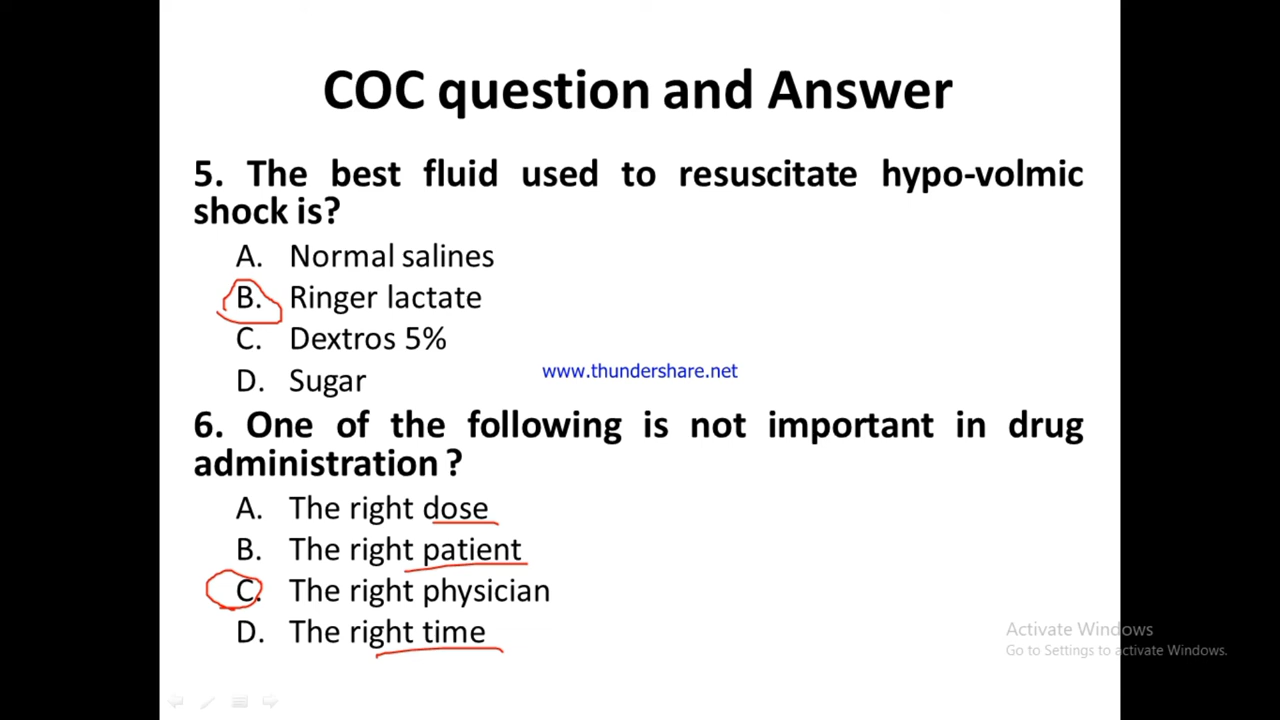 COC question and Answer
5. The best fluid used to resuscitate hypo-volmic
shock is?
A. Normal salines
B. Ringer lactate
C. Dextros 5%
www.thundershare.net
D. Sugar
6. One of the following is not important in drug
administration ?
A. The right dose
B. The right patient
C. The right physician
D. The right time
Activate Windows
Go to Settings to activate Windows.